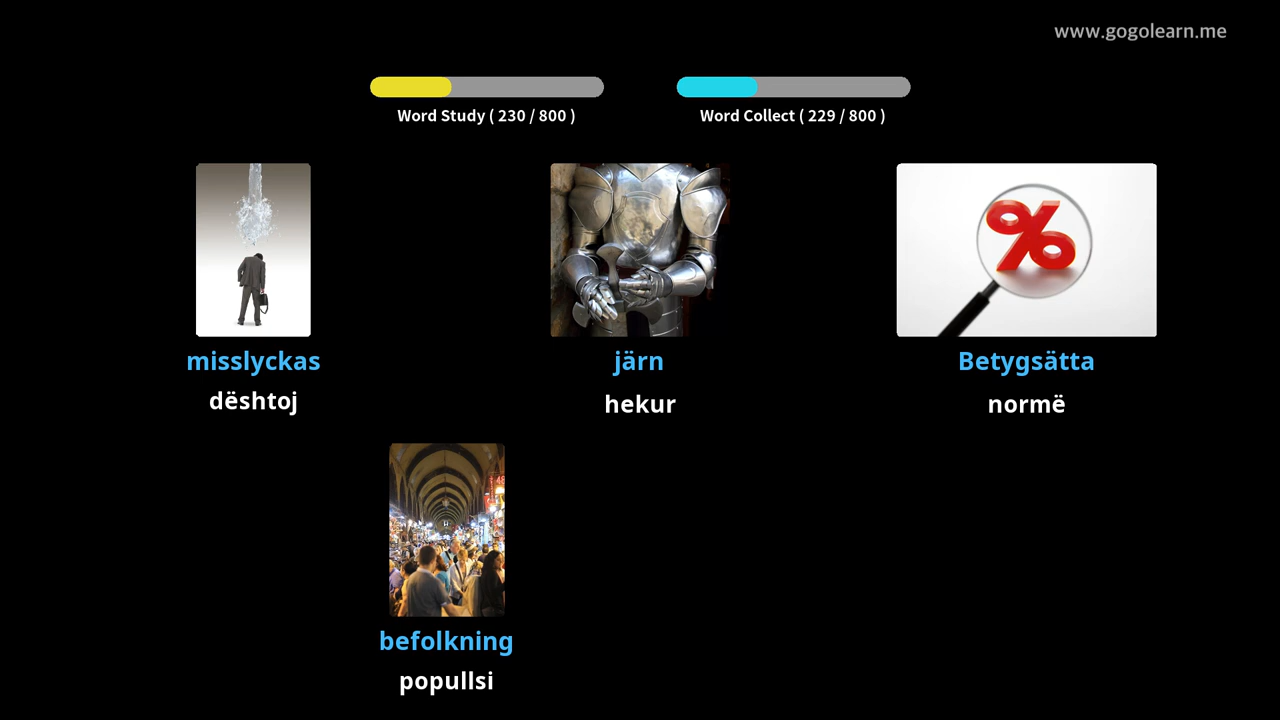 www.gogolearn.me
Word Study ( 230 / 800 )
Word Collect ( 229 / 800 )
misslyckas
dështoj
järn
hekur
Betygsätta
normë
befolkning
popullsi